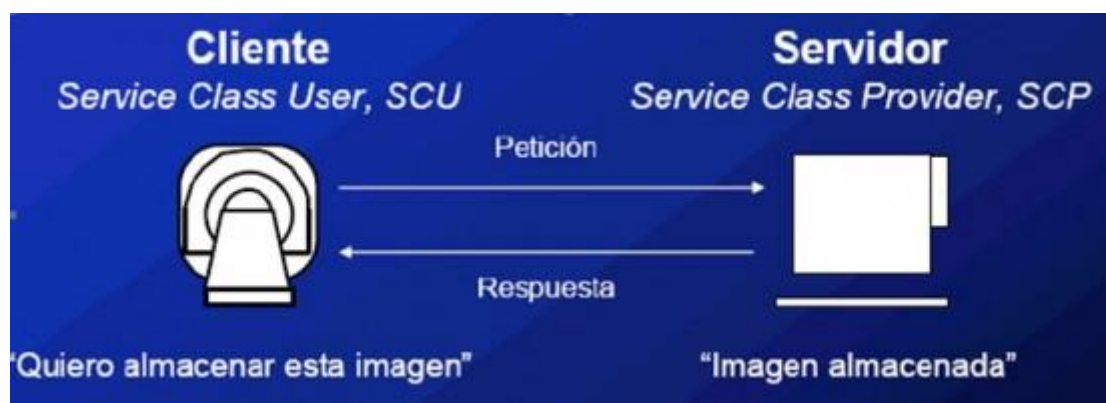 Cliente
Service Class User, SCU
Servidor
Service Class Provider, SCP
Petición
Respuesta
"Quiero almacenar esta imagen"
"Imagen almacenada"